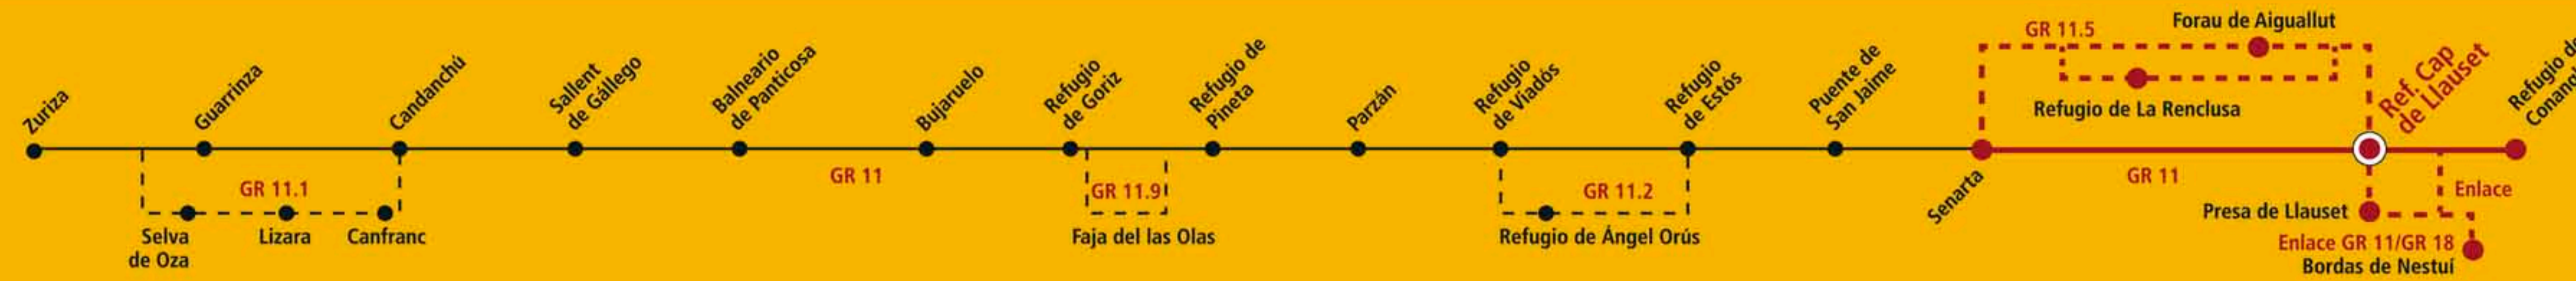 Zuriza
Guarrinza
Candanchú
Sallent
de Gállego
Balneario
de Panticosa
Bujaruelo
Refugio
de Goriz
Refugio de
Pineta
Parzán
Refugio
de Viadós
Refugio
de Estós
Puente de
San Jaime
Senarta
GR 11.5
Forau de Aiguallut
Refugio de La Renclusa
Ref. Cap
de Llauset
Refugio de
GR 11.1
Selva
de Oza
Lizara
Canfranc
GR 11
GR 11.9
Faja del las Olas
GR 11.2
Refugio de Ángel Orús
GR 11
Enlace
Presa de Llauset
Enlace GR 11/GR 18
Bordas de Nestuí